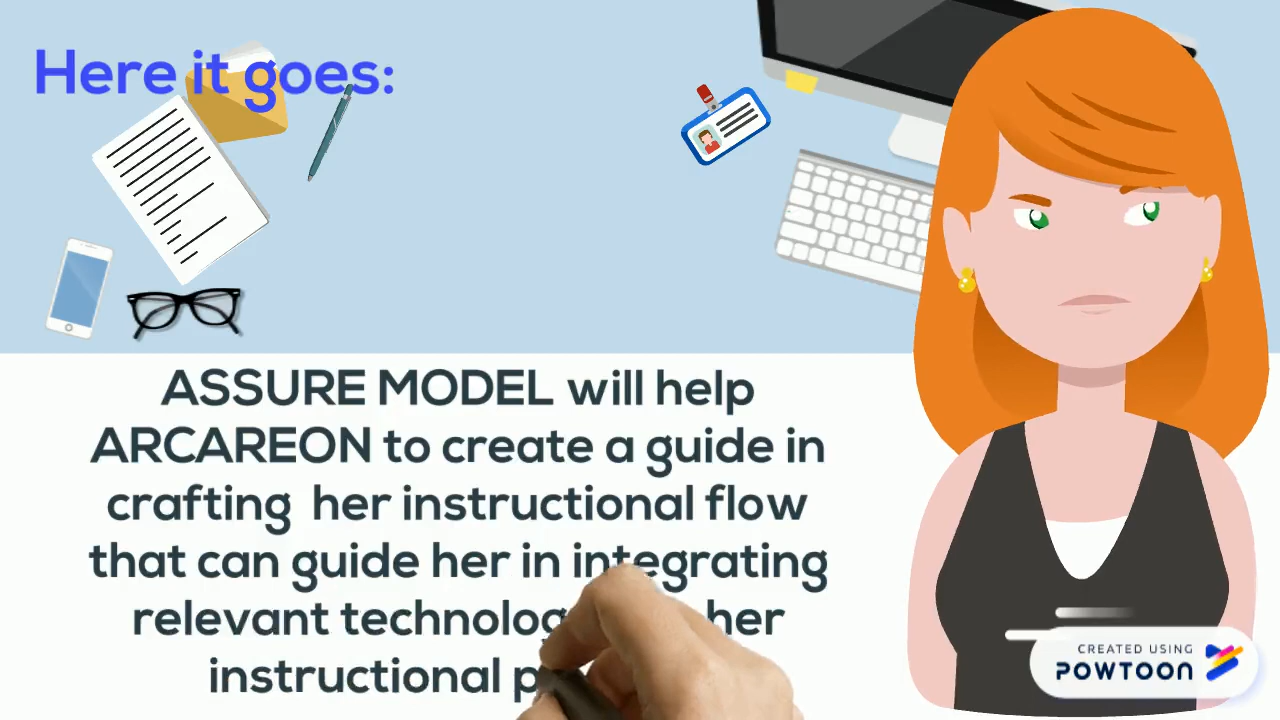 Here it goes:
ASSURE MODEL will help
ARCAREON to create a guide in
crafting her instructional flow
that can guide her in integrating
relevant her
instructional
CREATED USING
POWTOON